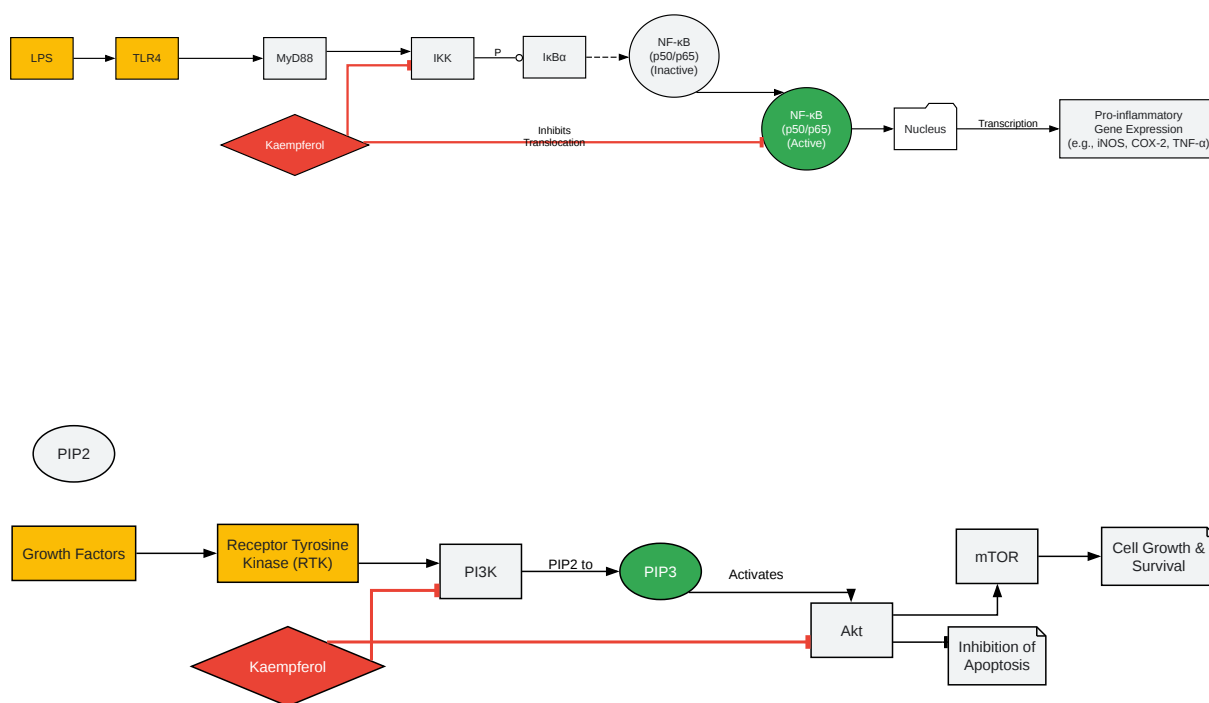 LPS
TLR4
MyD88
IKK
P
IκBα
NF-κB
(p50/p65)
(Inactive)
NF-κB
(p50/p65)
(Active)
Nucleus
Transcription
Pro-inflammatory
Gene Expression
(e.g., iNOS, COX-2, TNF-α)
Kaempferol
Inhibits
Translocation
PIP2
Growth Factors
Receptor Tyrosine
Kinase (RTK)
PI3K
PIP2 to
PIP3
Activates
Akt
mTOR
Cell Growth &
Survival
Inhibition of
Apoptosis
Kaempferol